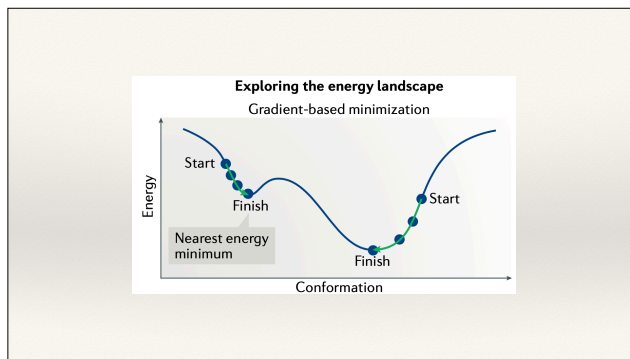 Exploring the energy landscape
Gradient-based minimization
Start
Finish
Start
Nearest energy
minimum
Finish
Energy
Conformation